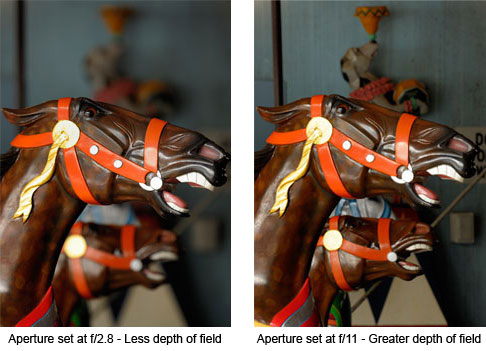 Aperture set at f/2.8 - Less depth of field
Aperture set at f/11 - Greater depth of field